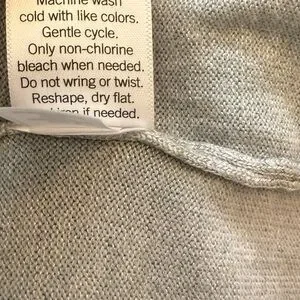 Machine wash
cold with like colors.
Gentle cycle.
Only non-chlorine
bleach when needed.
Do not wring or twist.
Reshape, dry flat.
iron if needed.